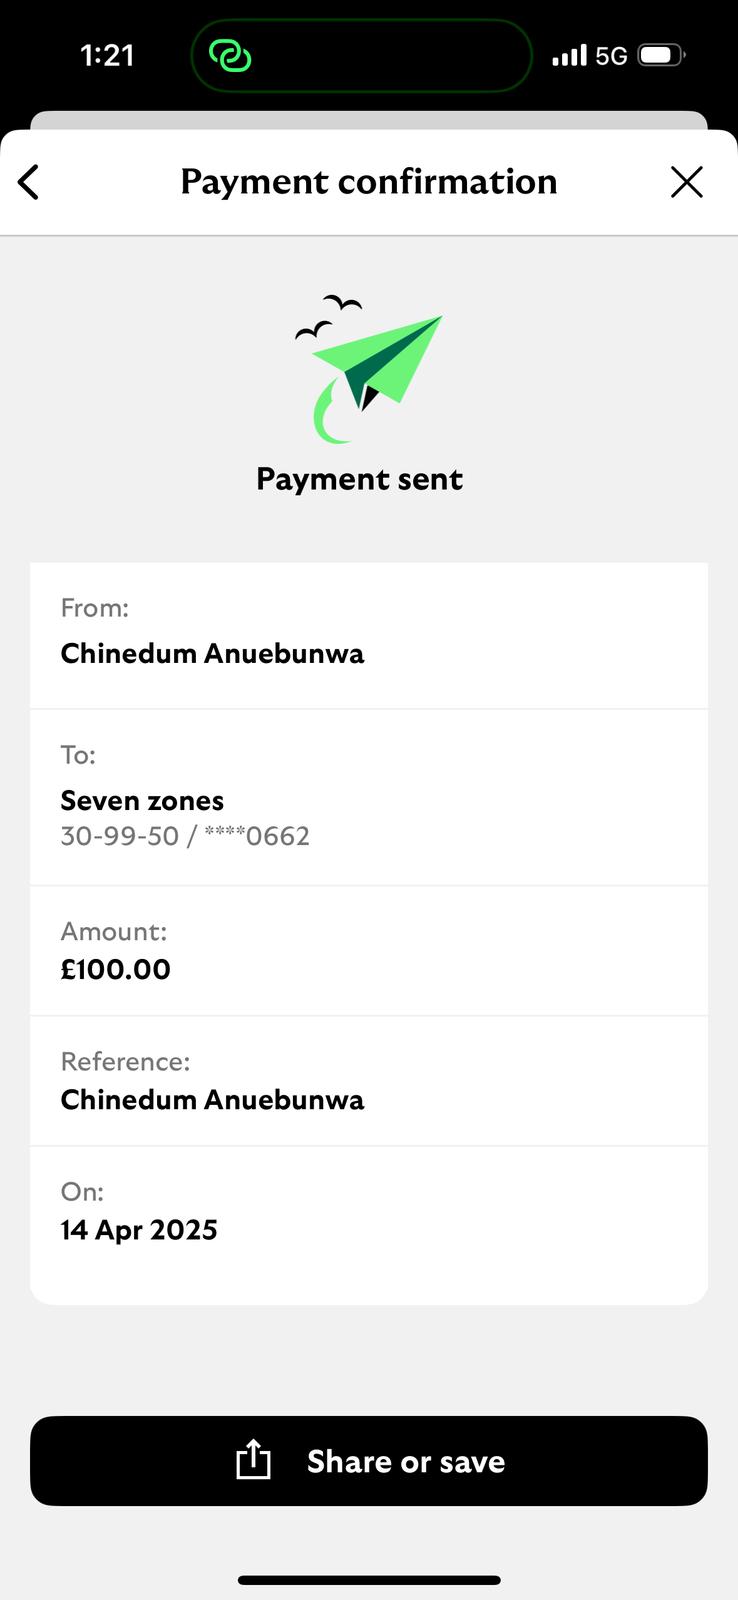 1:21
5G
Payment confirmation
Payment sent
From:
Chinedum Anuebunwa
To:
Seven zones
30-99-50 / ****0662
Amount:
£100.00
Reference:
Chinedum Anuebunwa
On:
14 Apr 2025
Share or save